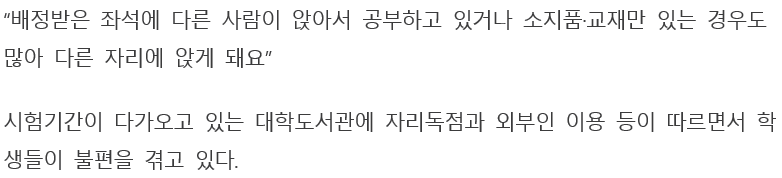 "배정받은 좌석에 다른 사람이 앉아서 공부하고 있거나 소지품·교재만 있는 경우도
많아 다른 자리에 앉게 돼요"
시험기간이 다가오고 있는 대학도서관에 자리독점과 외부인 이용 등이 따르면서 학
생들이 불편을 겪고 있다.